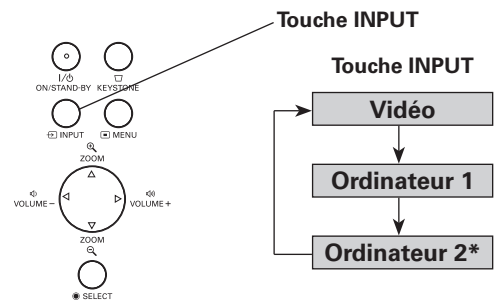 Touche INPUT
Touche INPUT
ON/STAND-BY KEYSTONE
INPUT MENU
ZOOM
VOLUME – VOLUME +
ZOOM
SELECT
Vidéo
Ordinateur 1
Ordinateur 2*